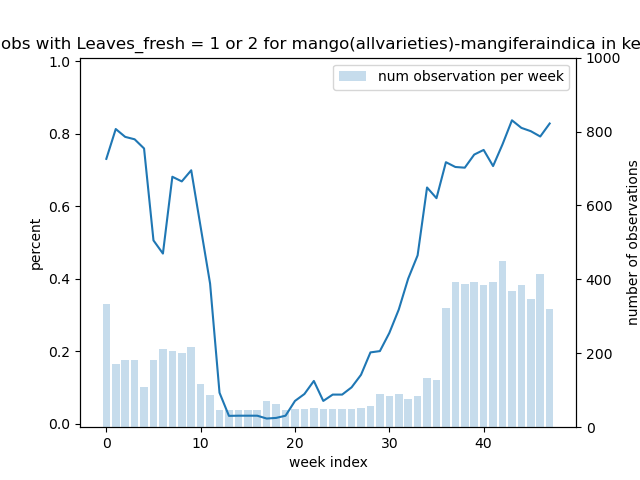 obs with Leaves_fresh = 1 or 2 for mango(allvarieties)-mangiferaindica in ke
num observation per week
percent
1.0
0.8
0.6
0.4
0.2
0.0
1000
800
600
400
200
0
number of observations
0 10 20 30 40
week index